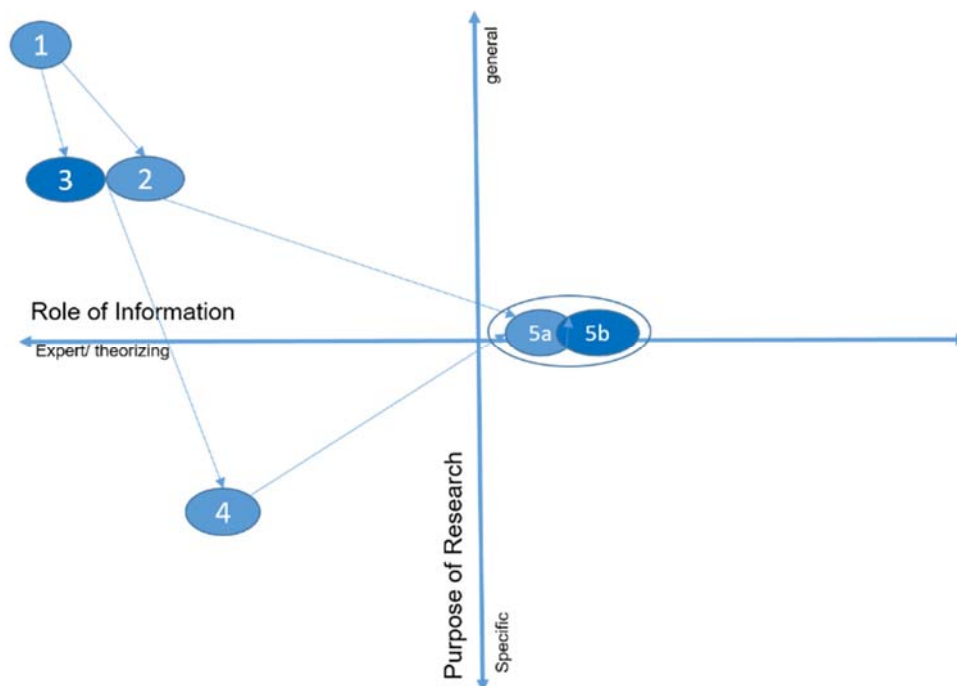 1
general
3
2
Role of Information
Expert/ theorizing
5a
5b
4
Purpose of Research
Specific